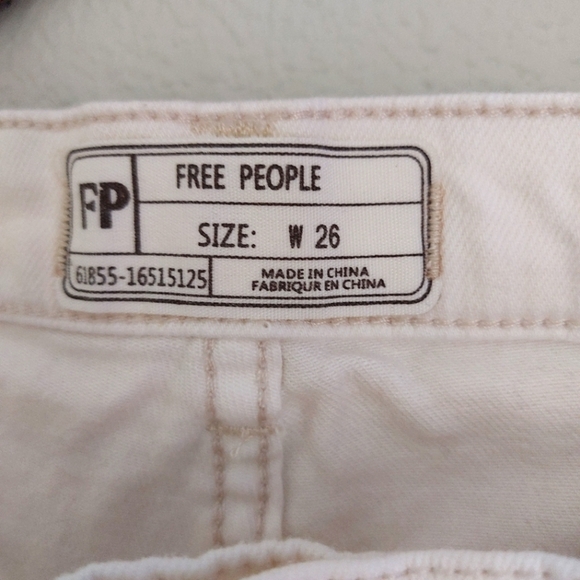 FP
FREE PEOPLE
SIZE: W 26
61855-16515125
MADE IN CHINA
FABRIQUR EN CHINA